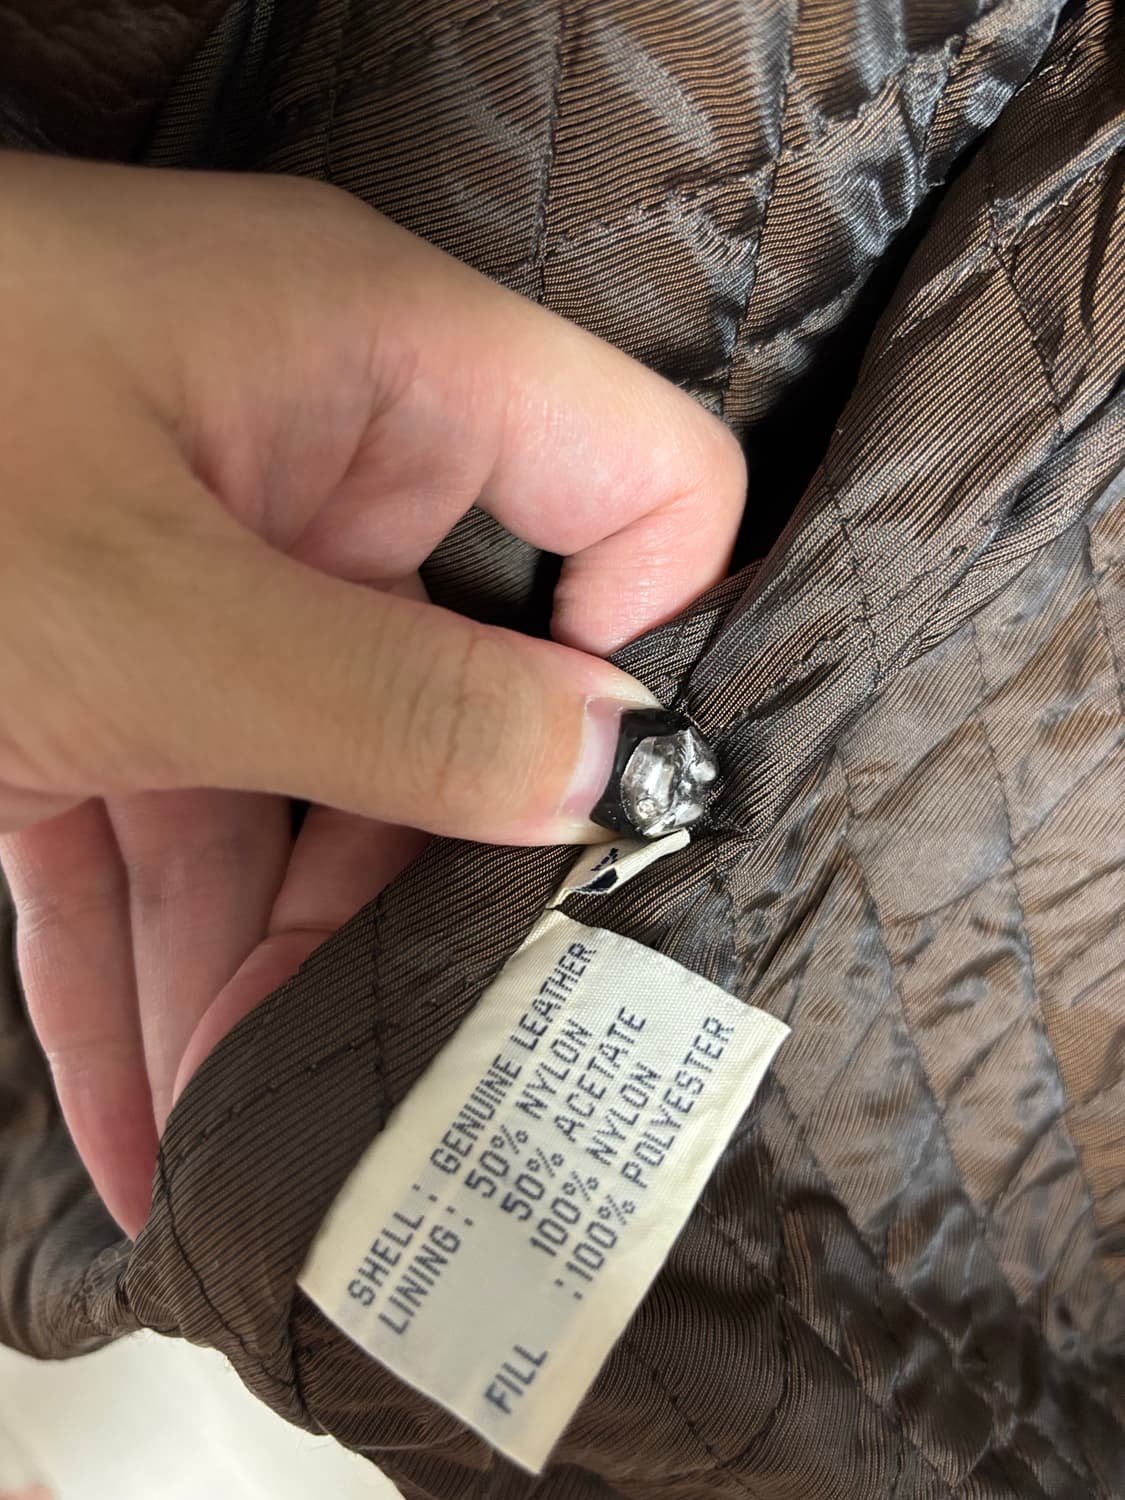 SHELL : GENUINE LEATHER
LINING : 50% NYLON
50% ACETATE
100% NYLON
FILL : 100% POLYESTER